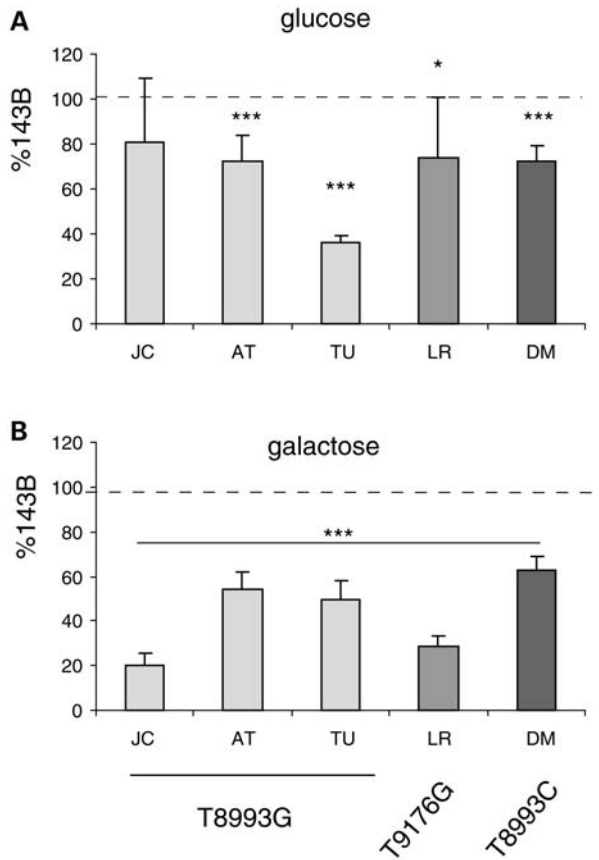 A
glucose
%143B
120
100
80
60
40
20
0
***
***
*
***
JC AT TU LR DM
B
galactose
%143B
120
100
80
60
40
20
0
***
JC AT TU LR DM
T8993G
T9176G
T8993C